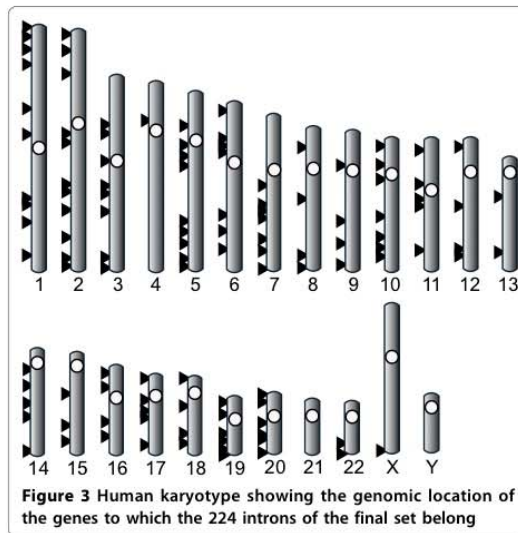 1 2 3 4 5 6 7 8 9 10 11 12 13
14 15 16 17 18 19 20 21 22 X Y
Figure 3 Human karyotype showing the genomic location of
the genes to which the 224 introns of the final set belong